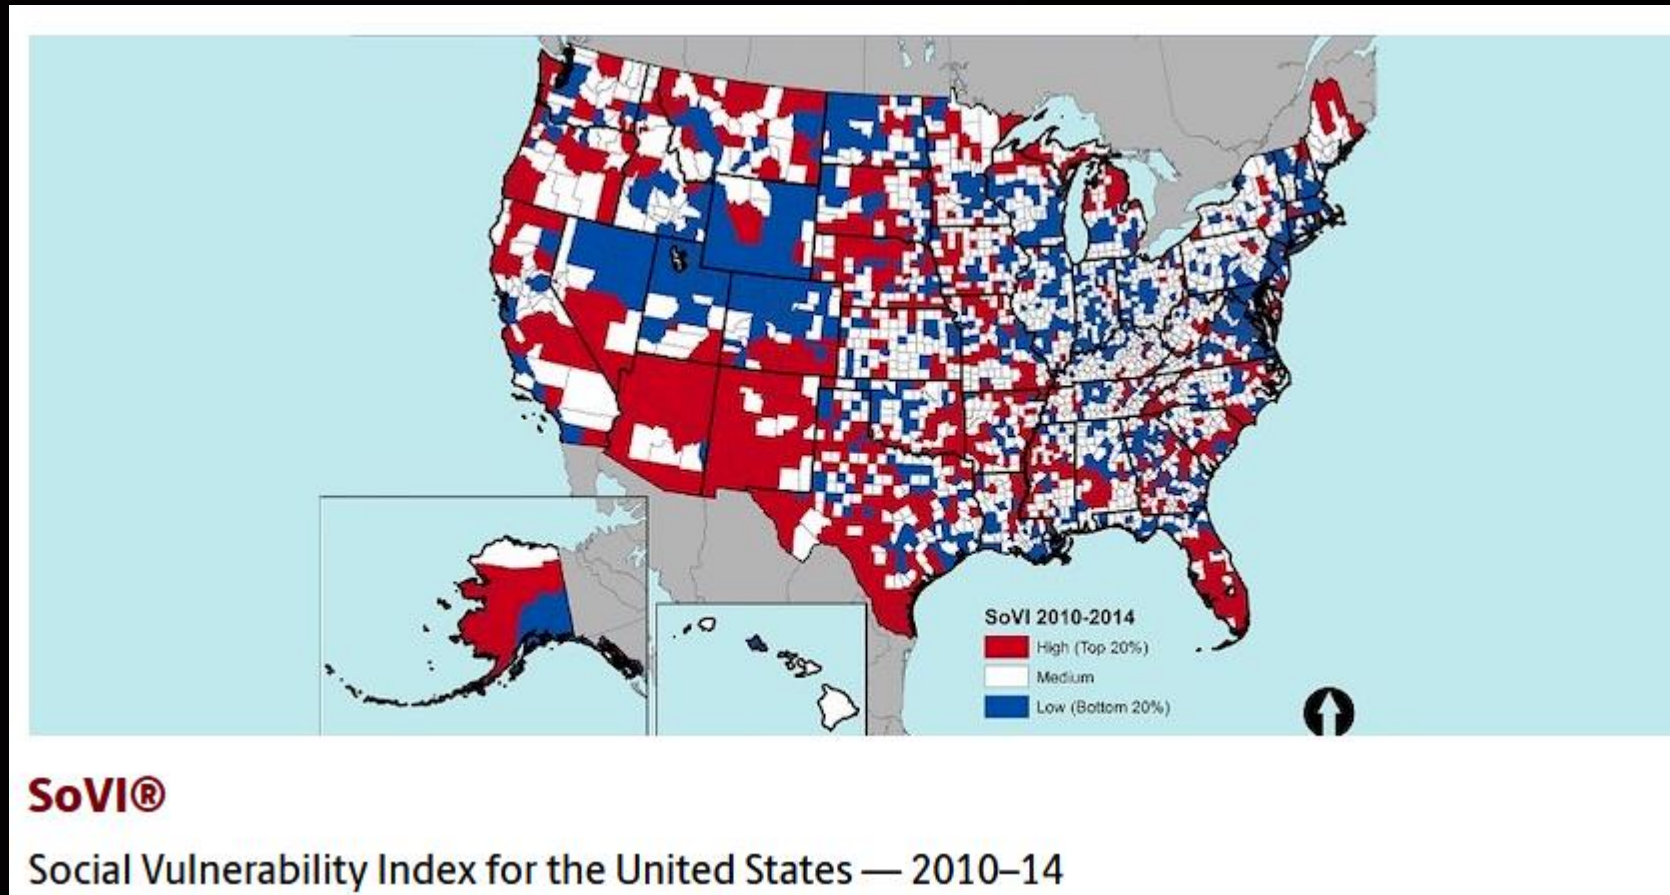 SoVI 2010-2014
High (Top 20%)
Medium
Low (Bottom 20%)
SoVI®
Social Vulnerability Index for the United States — 2010–14